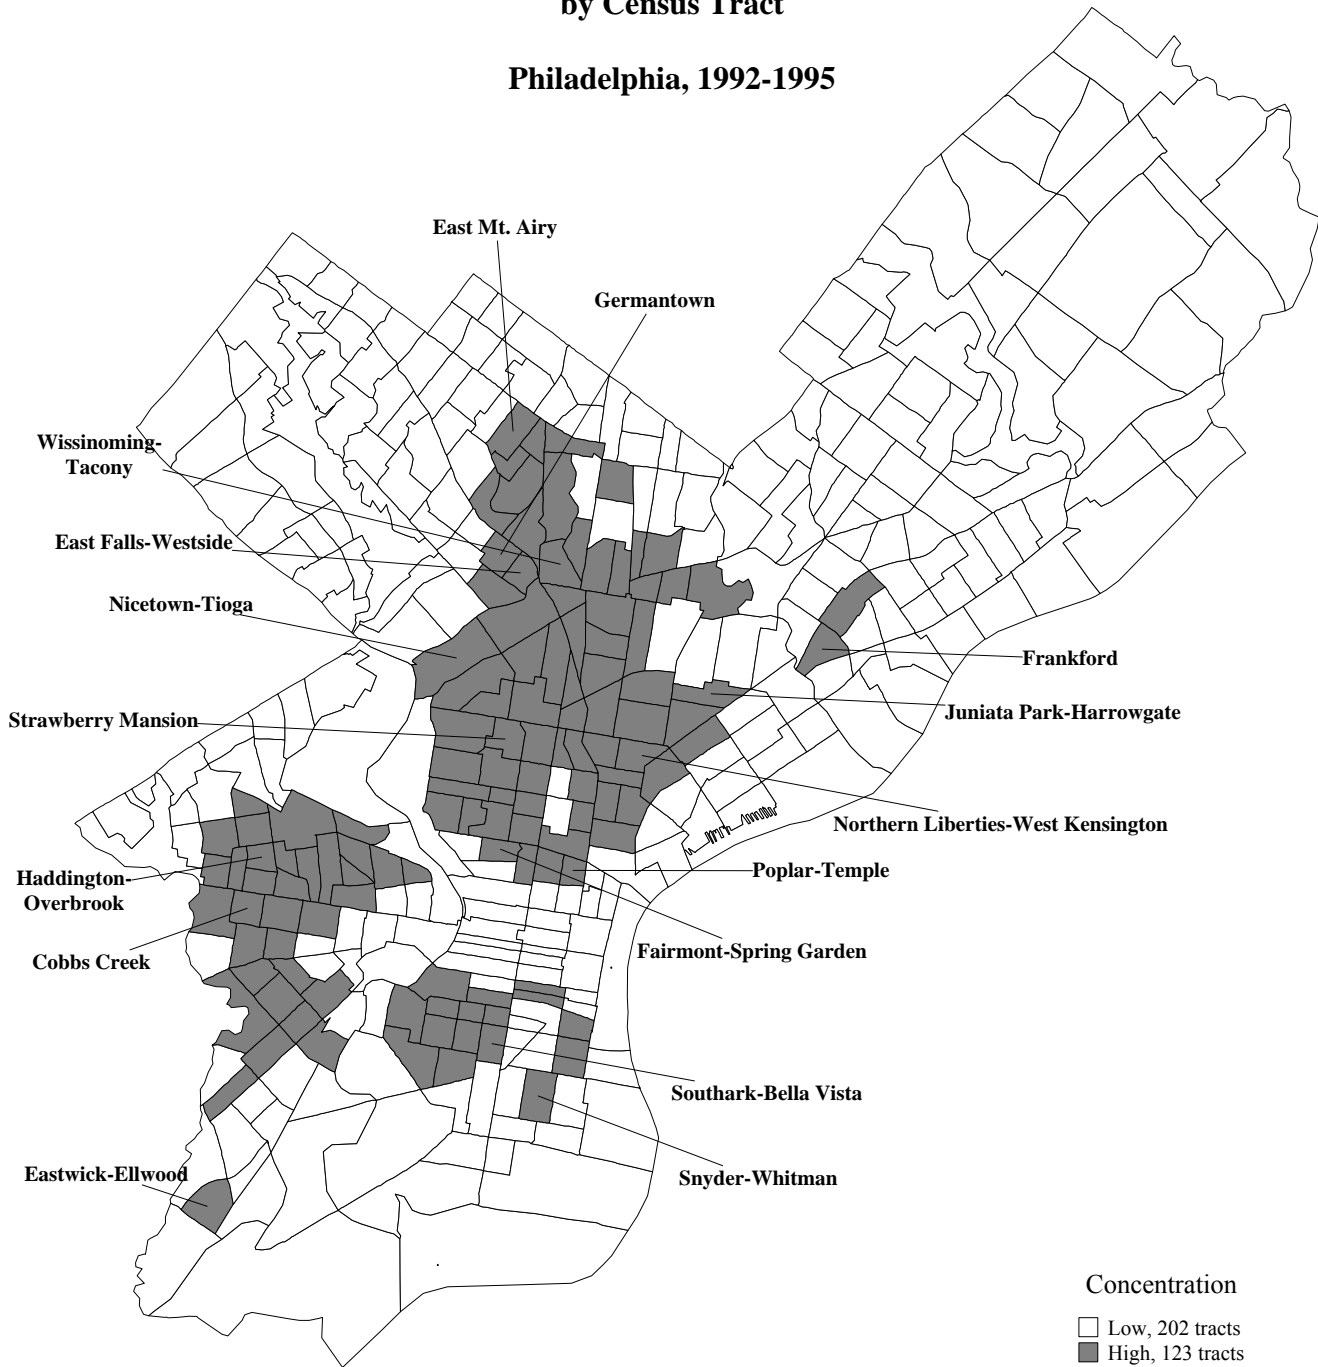 by Census Tract
Philadelphia, 1992-1995
East Mt. Airy
Germantown
Wissinoming-
Tacony
East Falls-Westside
Nicetown-Tioga
Frankford
Juniata Park-Harrowgate
Strawberry Mansion
Northern Liberties-West Kensington
Poplar-Temple
Haddington-
Overbrook
Fairmont-Spring Garden
Cobbs Creek
Southark-Bella Vista
Eastwick-Ellwood
Snyder-Whitman
Concentration
Low, 202 tracts
High, 123 tracts